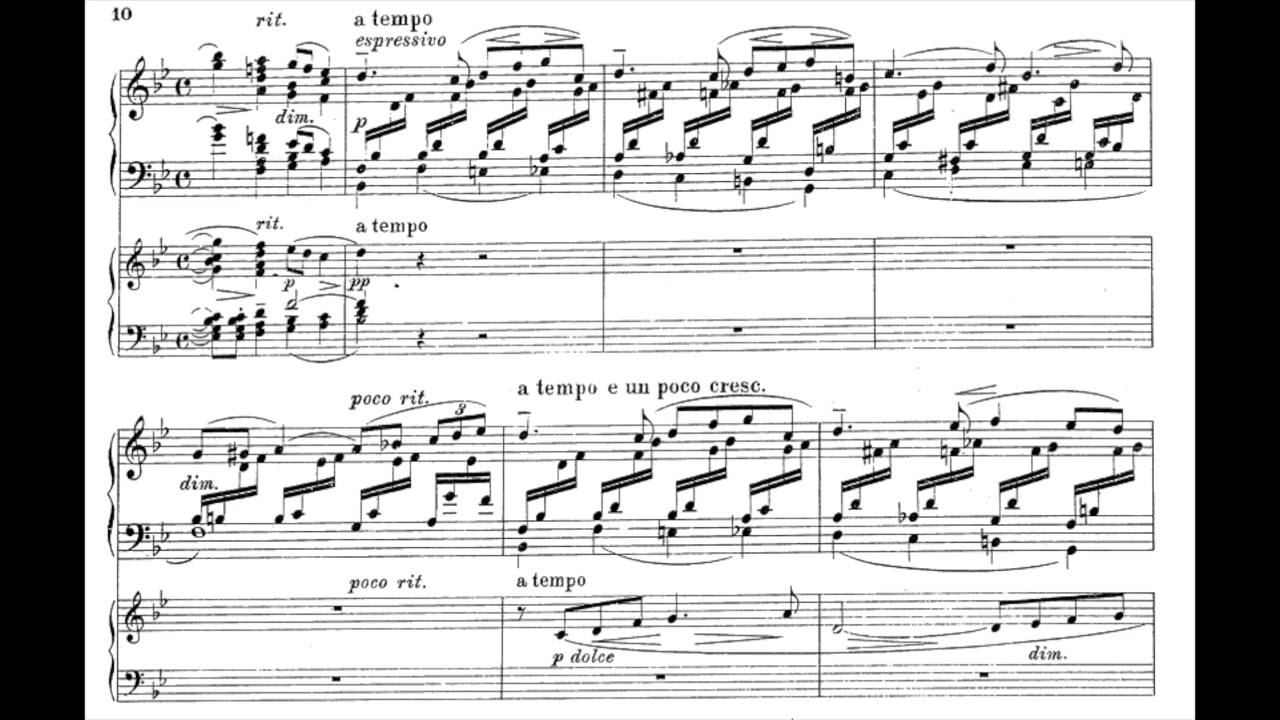 10
rit.
a tempo
espressivo
dim.
p
rit.
a tempo
p
pp
poco rit.
3
a tempo e un poco cresc.
dim.
poco rit.
a tempo
p dolce
dim.